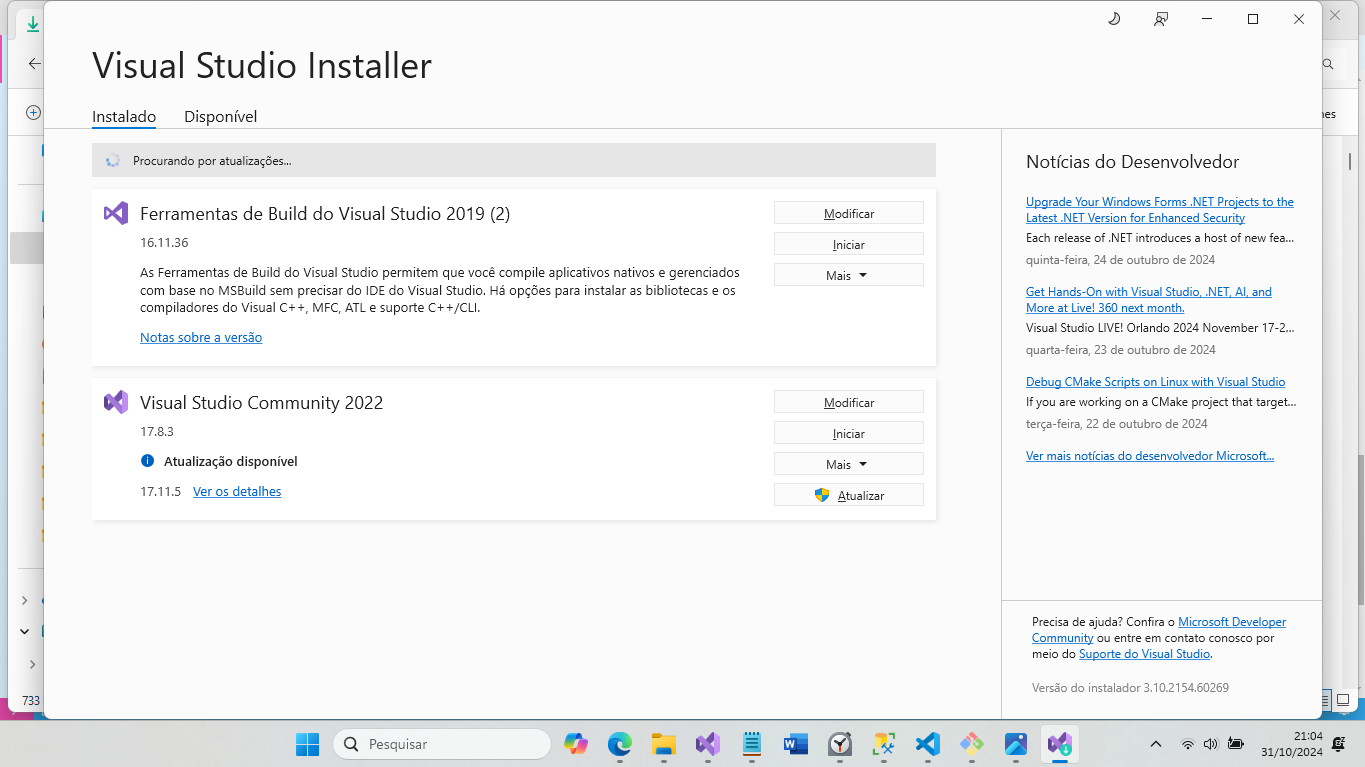 Visual Studio Installer
Instalado
Disponível
Procurando por atualizações...
Ferramentas de Build do Visual Studio 2019 (2)
16.11.36
As Ferramentas de Build do Visual Studio permitem que você compile aplicativos nativos e gerenciados
com base no MSBuild sem precisar do IDE do Visual Studio. Há opções para instalar as bibliotecas e os
compiladores do Visual C++, MFC, ATL e suporte C++/CLI.
Notas sobre a versão
Modificar
Iniciar
Mais
Visual Studio Community 2022
17.8.3
Atualização disponível
17.11.5 Ver os detalhes
Modificar
Iniciar
Mais
Atualizar
Notícias do Desenvolvedor
Upgrade Your Windows Forms .NET Projects to the
Latest .NET Version for Enhanced Security
Each release of .NET introduces a host of new fea...
quinta-feira, 24 de outubro de 2024
Get Hands-On with Visual Studio, .NET, AI, and
More at Live! 360 next month.
Visual Studio LIVE! Orlando 2024 November 17-2...
quarta-feira, 23 de outubro de 2024
Debug CMake Scripts on Linux with Visual Studio
If you are working on a CMake project that target...
terça-feira, 22 de outubro de 2024
Ver mais notícias do desenvolvedor Microsoft...
Precisa de ajuda? Confira o Microsoft Developer
Community ou entre em contato conosco por
meio do Suporte do Visual Studio.
Versão do instalador 3.10.2154.60269
nes
733
Pesquisar
21:04
31/10/2024